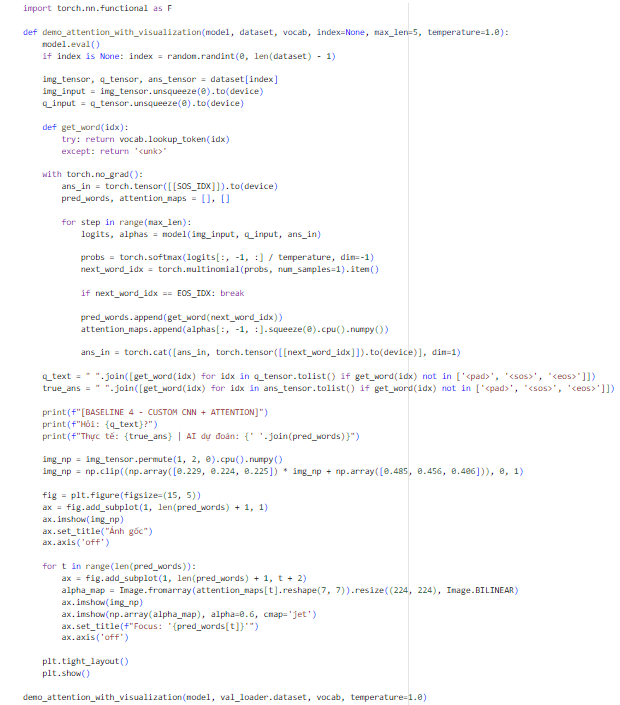 import torch.nn.functional as F
def demo_attention_with_visualization(model, dataset, vocab, index=None, max_len=5, temperature=1.0):
    model.eval()
    if index is None: index = random.randint(0, len(dataset) - 1)
    img_tensor, q_tensor, ans_tensor = dataset[index]
    img_input = img_tensor.unsqueeze(0).to(device)
    q_input = q_tensor.unsqueeze(0).to(device)
    def get_word(idx):
        try: return vocab.lookup_token(idx)
        except: return '<unk>'
    with torch.no_grad():
        ans_in = torch.tensor([[SOS_IDX]]).to(device)
        pred_words, attention_maps = [], []
        for step in range(max_len):
            logits, alphas = model(img_input, q_input, ans_in)
            probs = torch.softmax(logits[:, -1, :] / temperature, dim=-1)
            next_word_idx = torch.multinomial(probs, num_samples=1).item()
            if next_word_idx == EOS_IDX: break
            pred_words.append(get_word(next_word_idx))
            attention_maps.append(alphas[:, -1, :].squeeze(0).cpu().numpy())
            ans_in = torch.cat([ans_in, torch.tensor([[next_word_idx]]).to(device)], dim=1)
    q_text = " ".join([get_word(idx) for idx in q_tensor.tolist() if get_word(idx) not in ['<pad>', '<sos>', '<eos>']])
    true_ans = " ".join([get_word(idx) for idx in ans_tensor.tolist() if get_word(idx) not in ['<pad>', '<sos>', '<eos>']])
    print(f"[BASELINE 4 - CUSTOM CNN + ATTENTION]")
    print(f"Hỏi: {q_text}?")
    print(f"Thực tế: {true_ans} | AI dự đoán: {' '.join(pred_words)}")
    img_np = img_tensor.permute(1, 2, 0).cpu().numpy()
    img_np = np.clip((np.array([0.229, 0.224, 0.225]) * img_np + np.array([0.485, 0.456, 0.406])), 0, 1)
    fig = plt.figure(figsize=(15, 5))
    ax = fig.add_subplot(1, len(pred_words) + 1, 1)
    ax.imshow(img_np)
    ax.set_title("Ảnh gốc")
    ax.axis('off')
    for t in range(len(pred_words)):
        ax = fig.add_subplot(1, len(pred_words) + 1, t + 2)
        alpha_map = Image.fromarray(attention_maps[t].reshape(7, 7)).resize((224, 224), Image.BILINEAR)
        ax.imshow(img_np)
        ax.imshow(np.array(alpha_map), alpha=0.6, cmap='jet')
        ax.set_title(f"Focus: '{pred_words[t]}'")
        ax.axis('off')
    plt.tight_layout()
    plt.show()
demo_attention_with_visualization(model, val_loader.dataset, vocab, temperature=1.0)